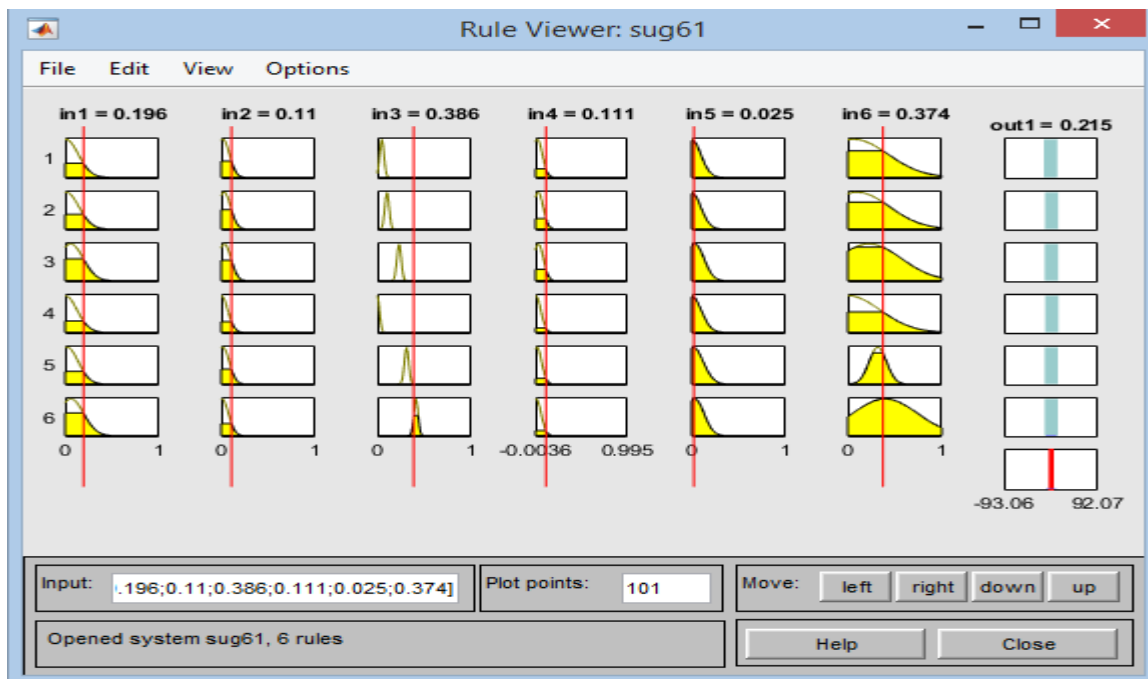 Rule Viewer: sug61
File Edit View Options
in1 = 0.196 in2 = 0.11 in3 = 0.386 in4 = 0.111 in5 = 0.025 in6 = 0.374 out1 = 0.215
1
2
3
4
5
6
0 1 0 1 0 1 -0.0036 0.995 0 1 0 1
-93.06 92.07
Input: .196;0.11;0.386;0.111;0.025;0.374] Plot points: 101 Move: left right down up
Opened system sug61, 6 rules Help Close